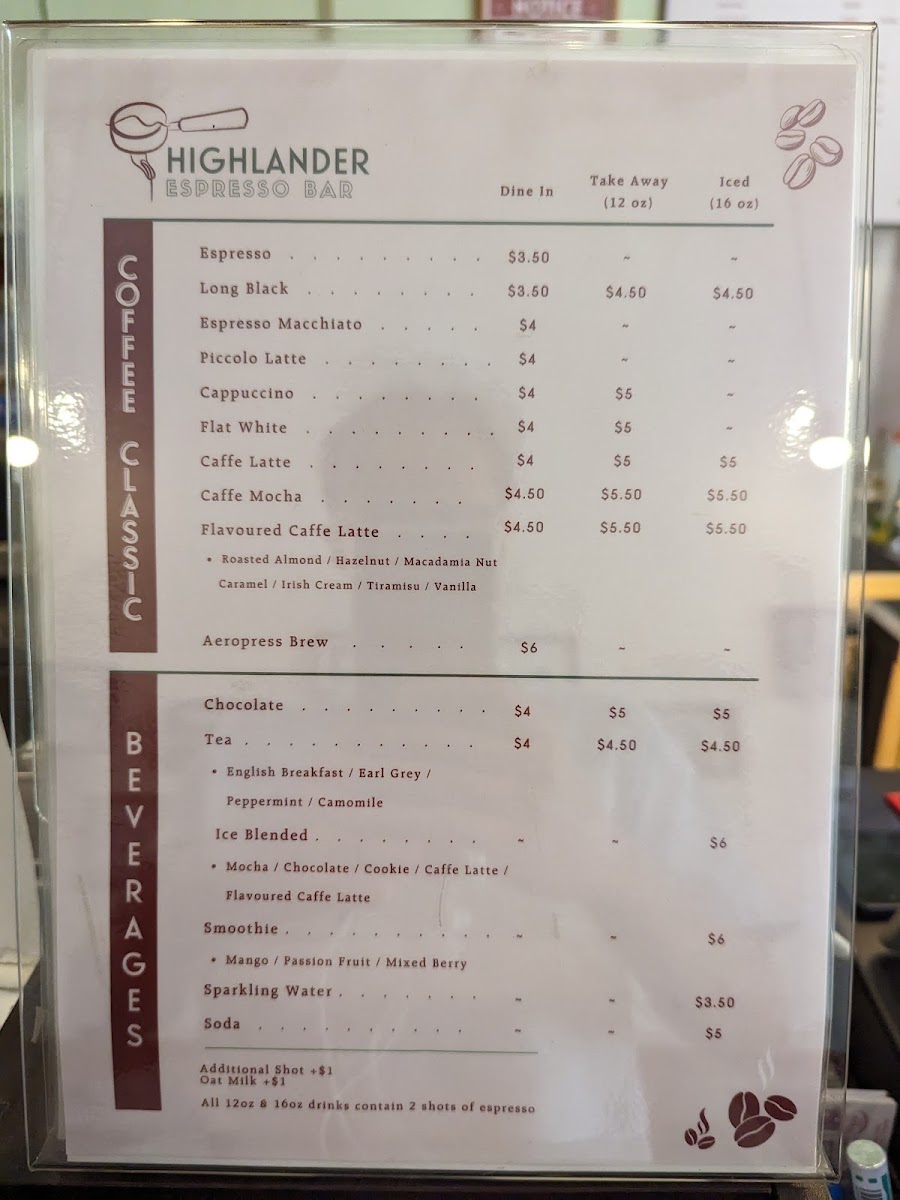 NOTICE
HIGHLANDER
ESPRESSO BAR
Dine In Take Away (12 oz) Iced (16 oz)
COFFEE CLASSIC
Espresso . . . . . . . . . $3.50 ~ ~
Long Black . . . . . . . $3.50 $4.50 $4.50
Espresso Macchiato . . . . . $4 ~ ~
Piccolo Latte . . . . . . . . $4 ~ ~
Cappuccino . . . . . . . . $4 $5 ~
Flat White . . . . . . . . . $4 $5 ~
Caffe Latte . . . . . . . . $4 $5 $5
Caffe Mocha . . . . . . . $4.50 $5.50 $5.50
Flavoured Caffe Latte . . . . $4.50 $5.50 $5.50
• Roasted Almond / Hazelnut / Macadamia Nut
Caramel / Irish Cream / Tiramisu / Vanilla
Aeropress Brew . . . . . $6 ~ ~
BEVERAGES
Chocolate . . . . . . . . . . $4 $5 $5
Tea . . . . . . . . . . . $4 $4.50 $4.50
• English Breakfast / Earl Grey /
Peppermint / Camomile
Ice Blended . . . . . . . . ~ ~ $6
• Mocha / Chocolate / Cookie / Caffe Latte /
Flavoured Caffe Latte
Smoothie . . . . . . . . . . . ~ ~ $6
• Mango / Passion Fruit / Mixed Berry
Sparkling Water . . . . . . . ~ ~ $3.50
Soda . . . . . . . . . . ~ ~ $5
Additional Shot +$1
Oat Milk +$1
All 12oz & 16oz drinks contain 2 shots of espresso